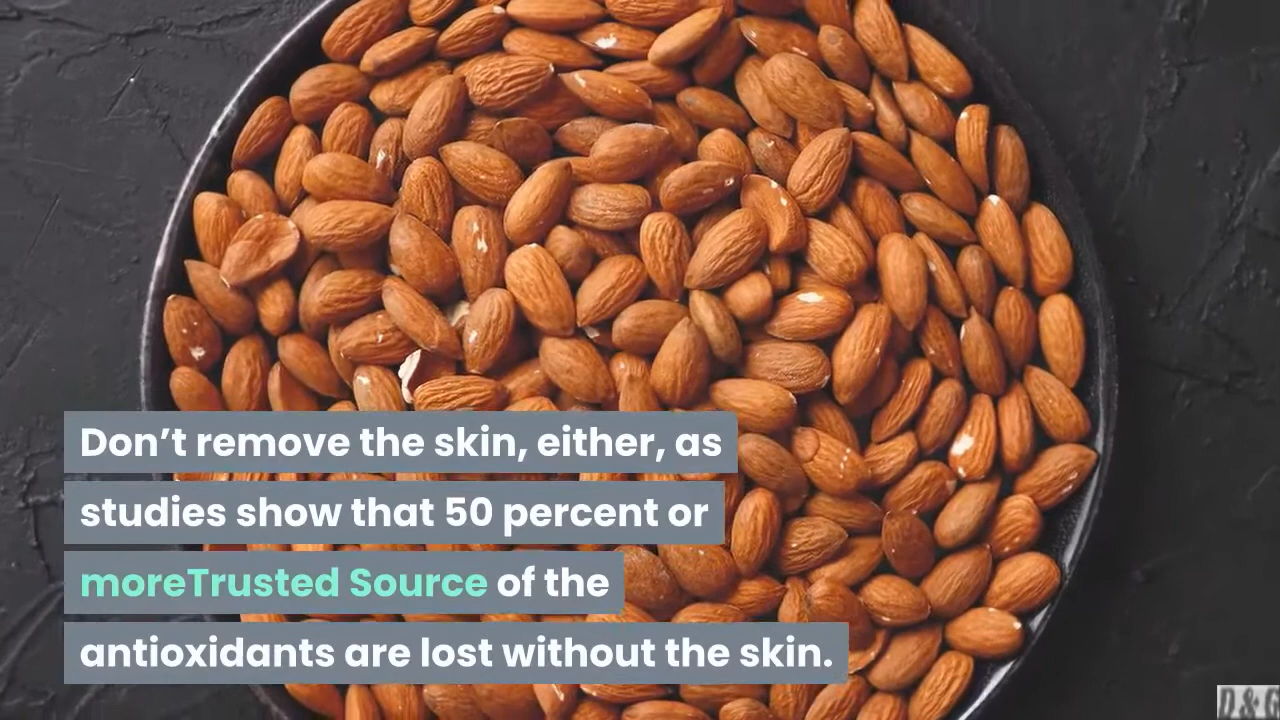 Don’t remove the skin, either, as
studies show that 50 percent or
moreTrusted Source of the
antioxidants are lost without the skin.
D & G